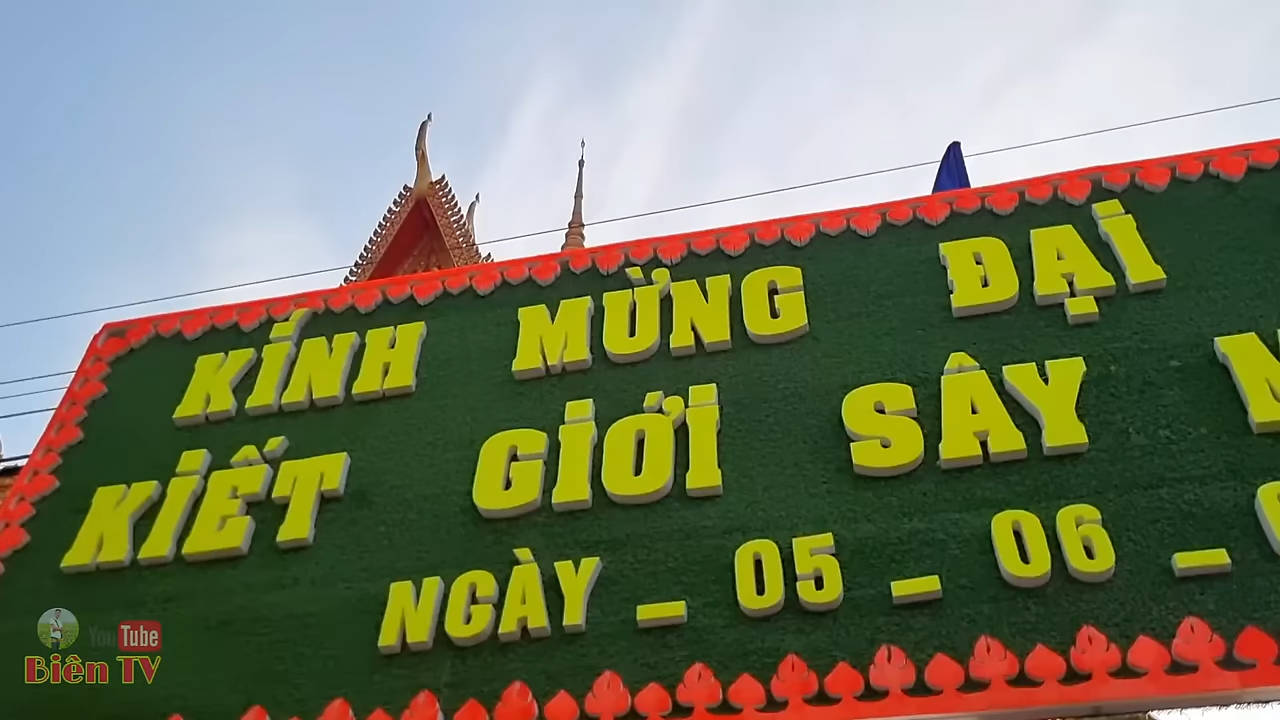 KÍNH MỪNG ĐẠI
KIẾT GIỚI SÂY
NGÀY _ 05 _ 06 _
YouTube
Biên TV